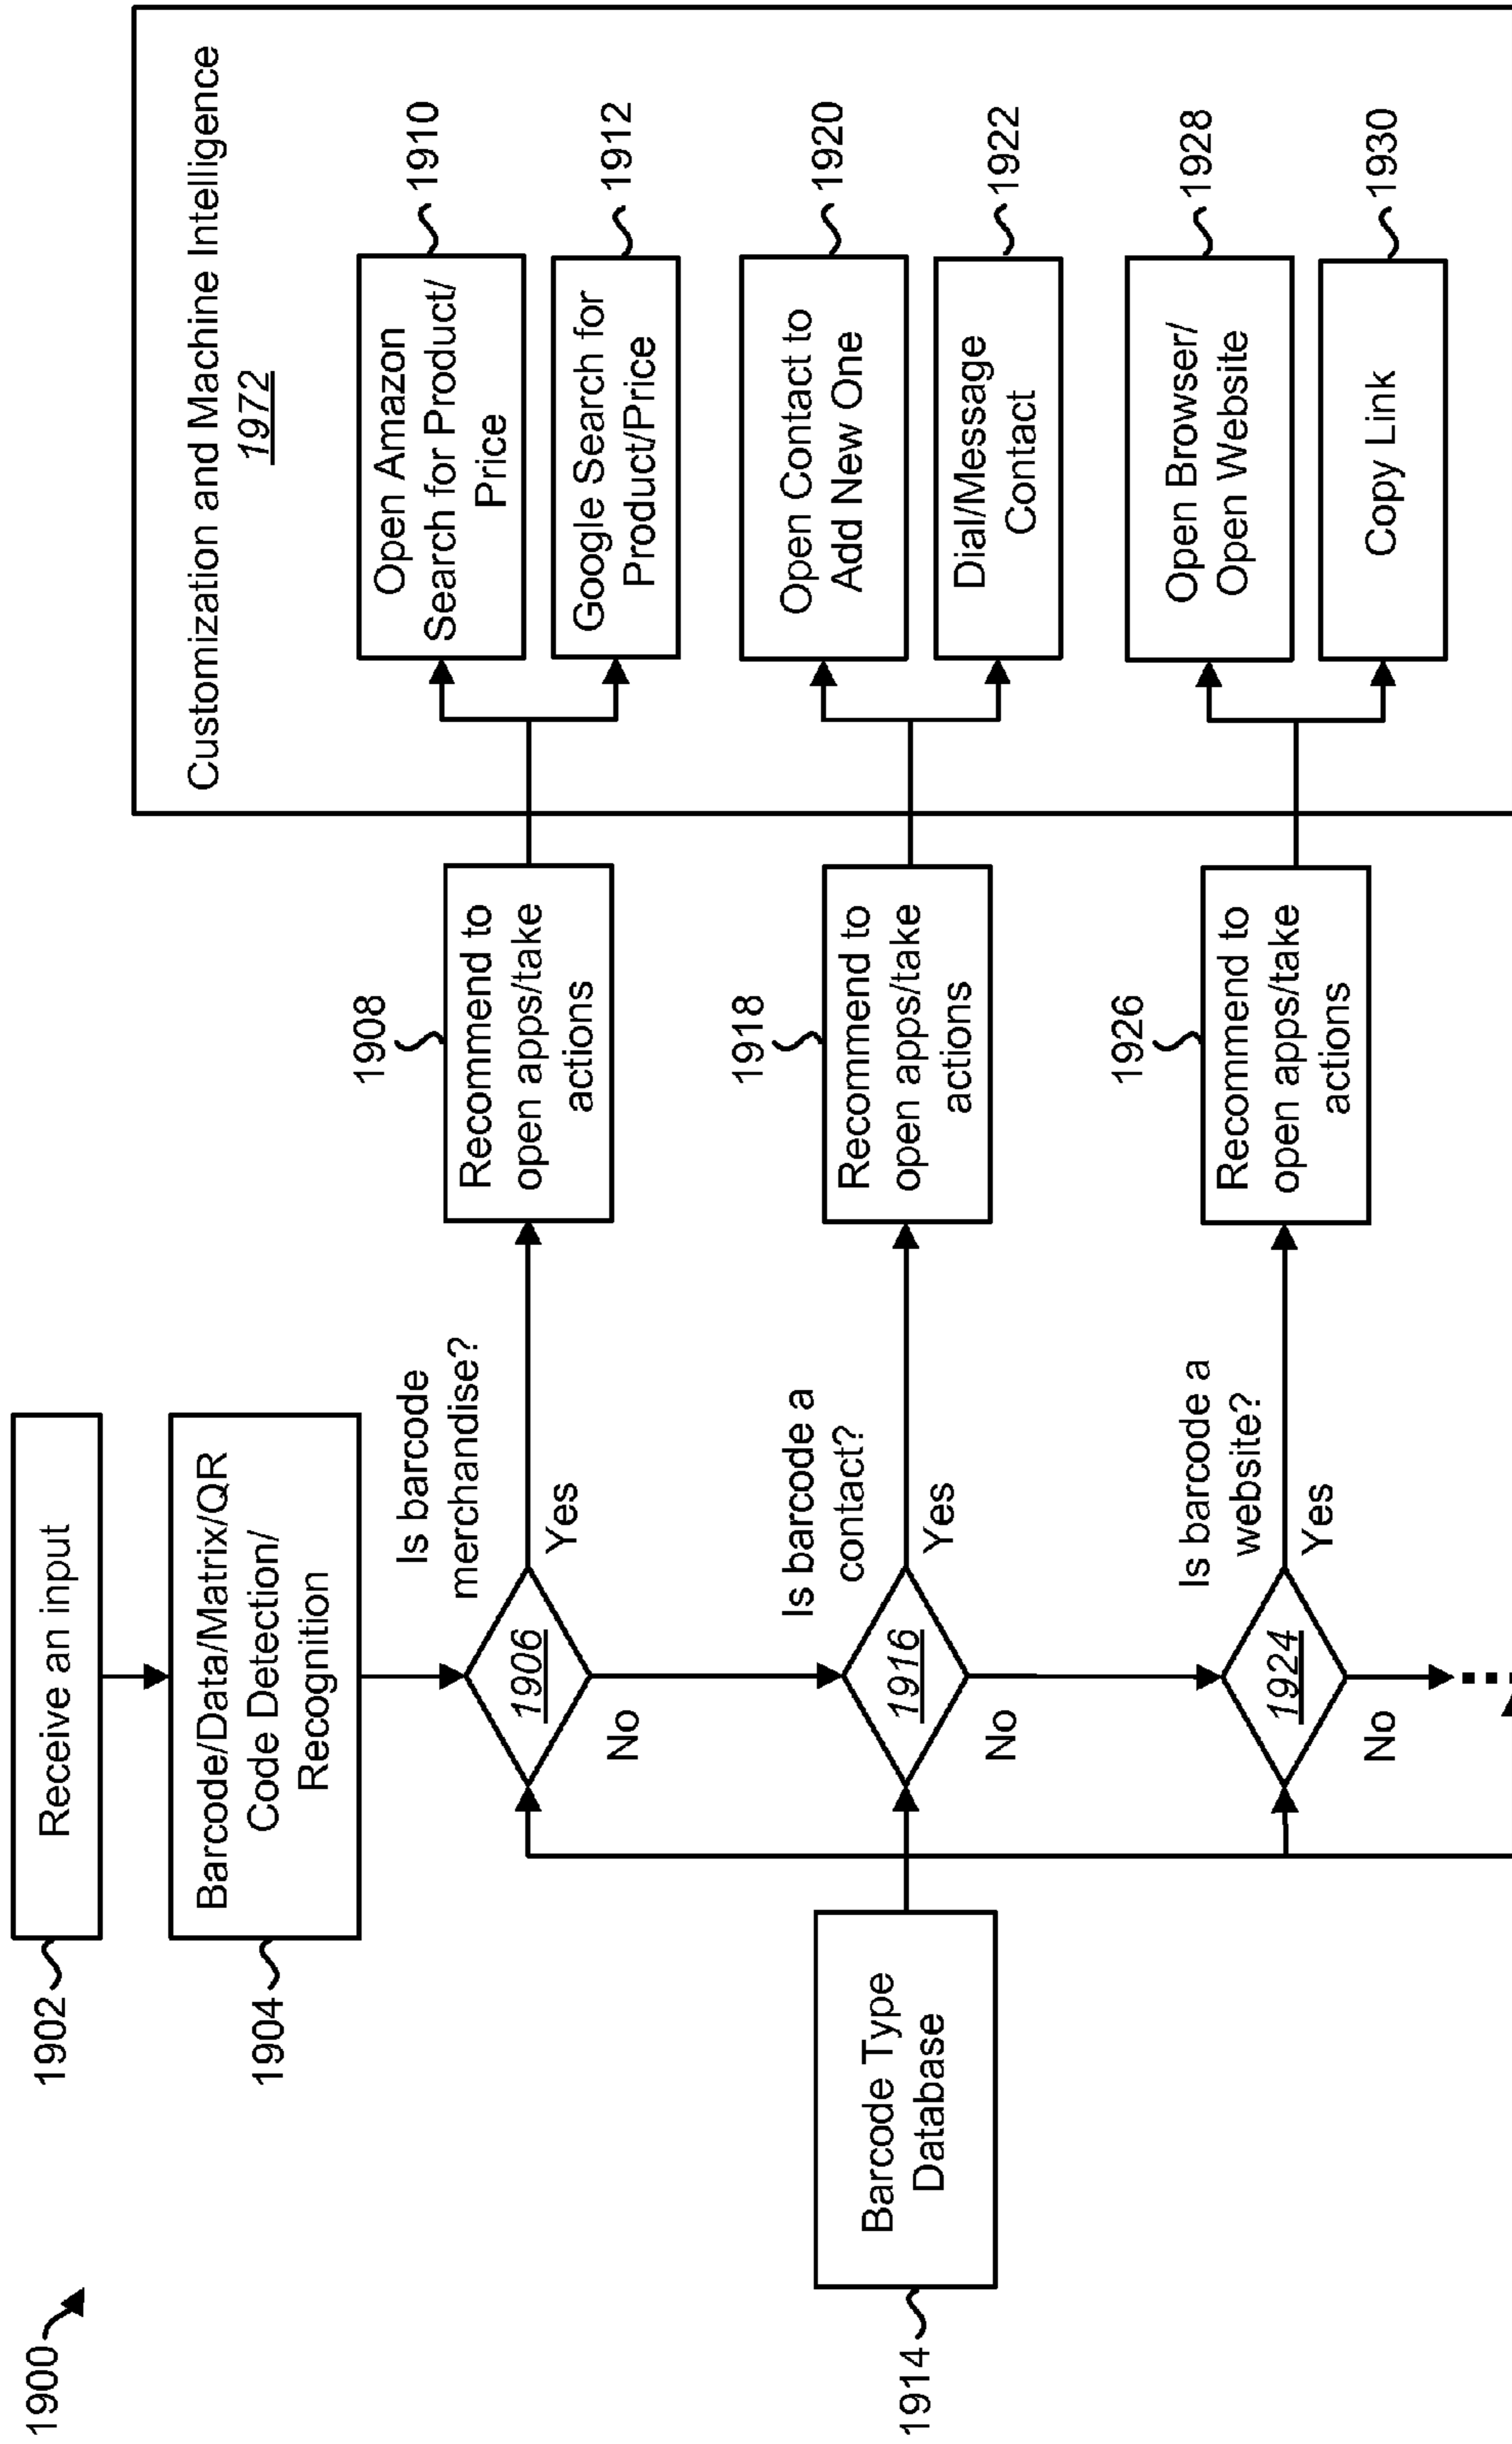 1900
1902
Receive an input
1904
Barcode/Data/Matrix/QR
Code Detection/
Recognition
Customization and Machine Intelligence
1972
Is barcode
merchandise?
1906
Yes
No
1908
Recommend to
open apps/take
actions
Open Amazon
Search for Product/
Price
1910
Google Search for
Product/Price
1912
1914
Barcode Type
Database
Is barcode a
contact?
1916
Yes
No
1918
Recommend to
open apps/take
actions
Open Contact to
Add New One
1920
Dial/Message
Contact
1922
Is barcode a
website?
1924
Yes
No
1926
Recommend to
open apps/take
actions
Open Browser/
Open Website
1928
Copy Link
1930